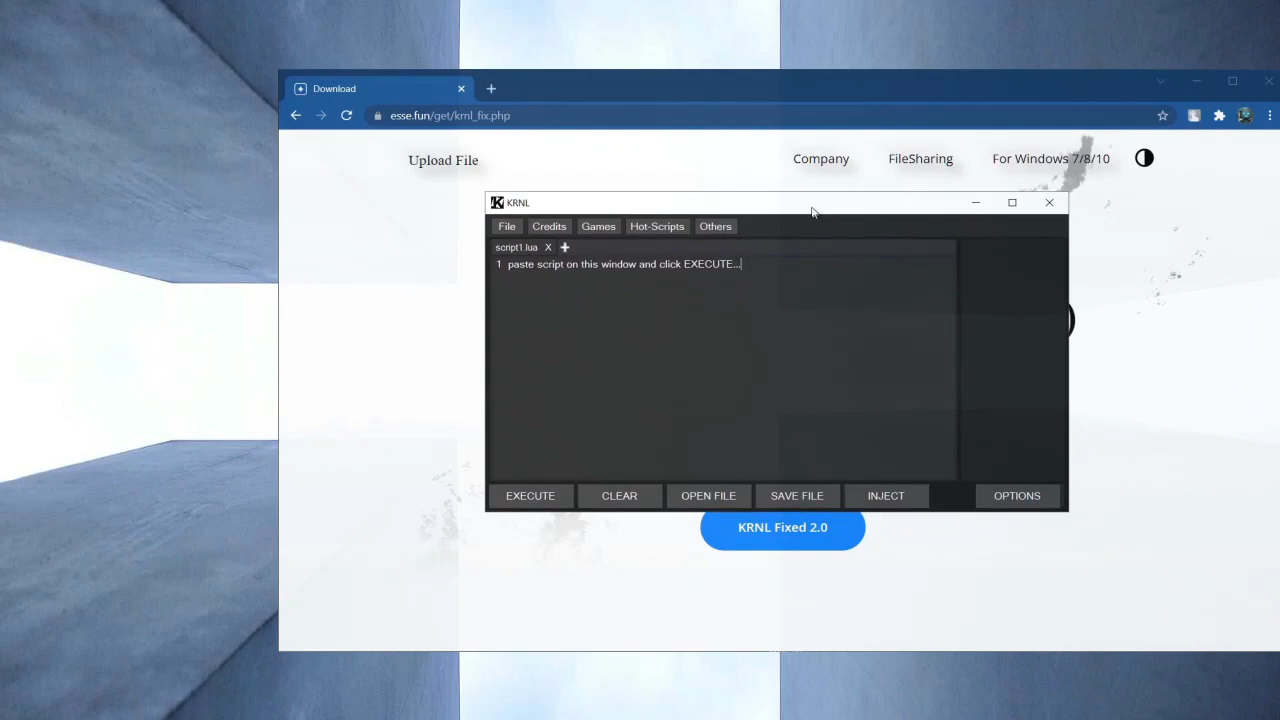 Download
esse.fun/get/krnl_fix.php
Upload File
Company
FileSharing
For Windows 7/8/10
KRNL
File
Credits
Games
Hot-Scripts
Others
script1.lua X
1 paste script on this window and click EXECUTE...
EXECUTE
CLEAR
OPEN FILE
SAVE FILE
INJECT
OPTIONS
KRNL Fixed 2.0